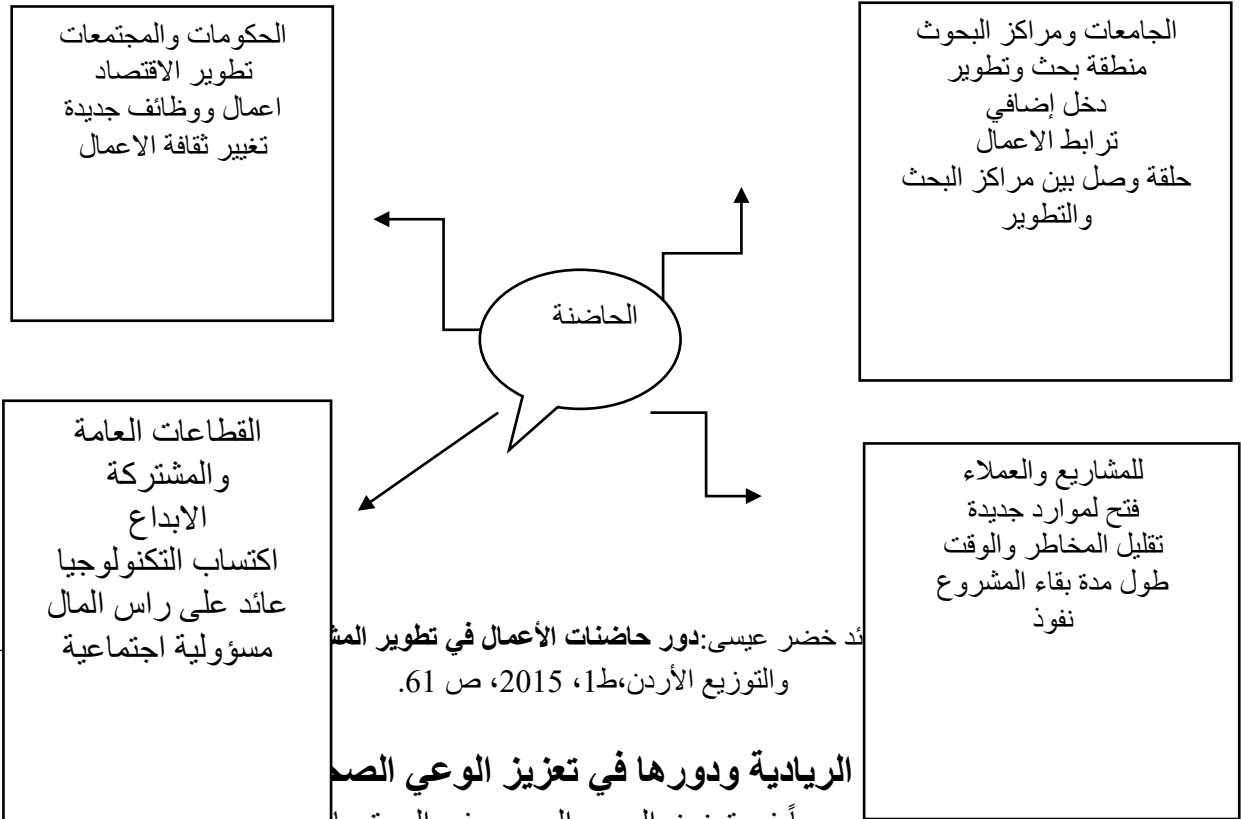 الجامعات ومراكز البحوث
منطقة بحث وتطوير
دخل إضافي
ترابط الاعمال
حلقة وصل بين مراكز البحث
والتطوير
الحكومات والمجتمعات
تطوير الاقتصاد
اعمال ووظائف جديدة
تغيير ثقافة الاعمال
الحاضنة
للمشاريع والعملاء
فتح لموارد جديدة
تقليل المخاطر والوقت
طول مدة بقاء المشروع
نفوذ
القطاعات العامة
والمشتركة
الابداع
اكتساب التكنولوجيا
عائد على راس المال
مسؤولية اجتماعية
خضر عيسى:دور حاضنات الأعمال في تطوير
والتوزيع الأردن،ط1، 2015، ص 61.
الريادية ودورها في تعزيز الوعي